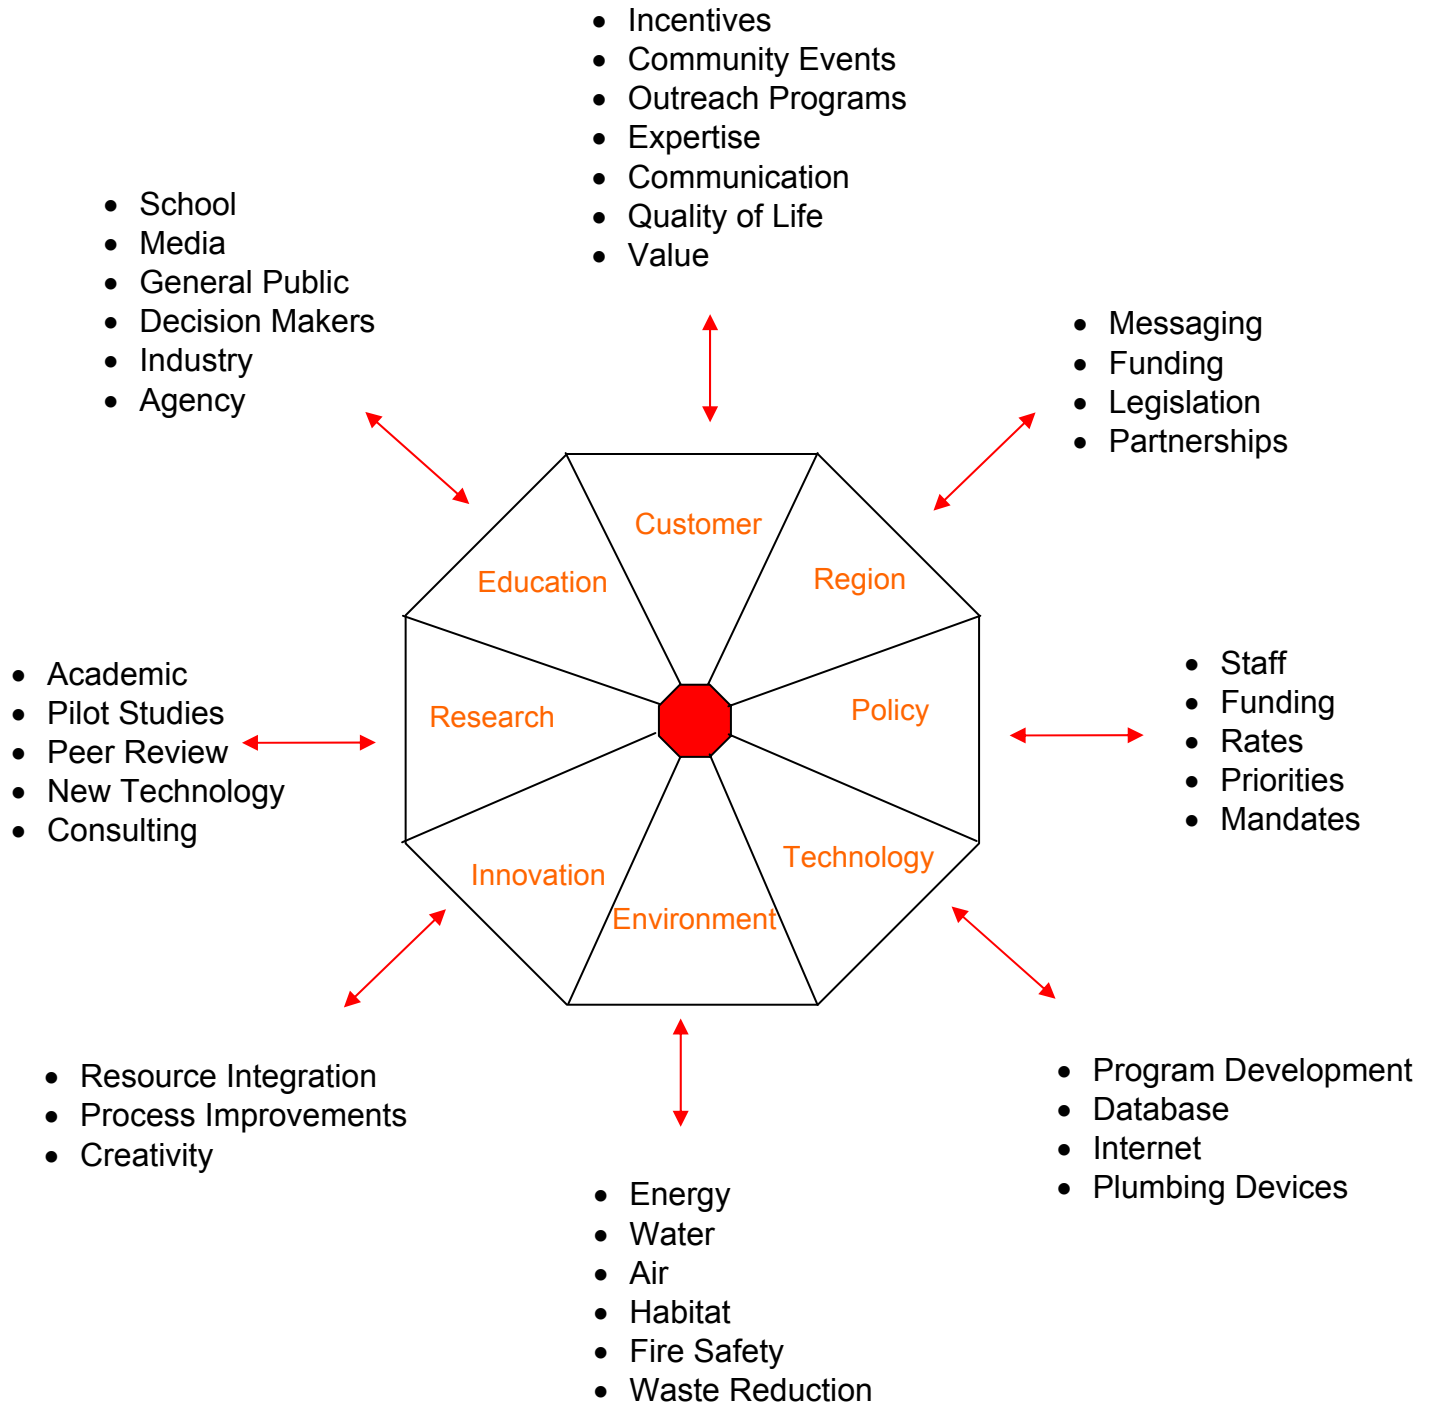 • Incentives
• Community Events
• Outreach Programs
• Expertise
• Communication
• Quality of Life
• Value
• School
• Media
• General Public
• Decision Makers
• Industry
• Agency
• Messaging
• Funding
• Legislation
• Partnerships
Customer
Education
Region
• Academic
• Pilot Studies
• Peer Review
• New Technology
• Consulting
Research
Policy
• Staff
• Funding
• Rates
• Priorities
• Mandates
Innovation
Environment
Technology
• Resource Integration
• Process Improvements
• Creativity
• Energy
• Water
• Air
• Habitat
• Fire Safety
• Waste Reduction
• Program Development
• Database
• Internet
• Plumbing Devices